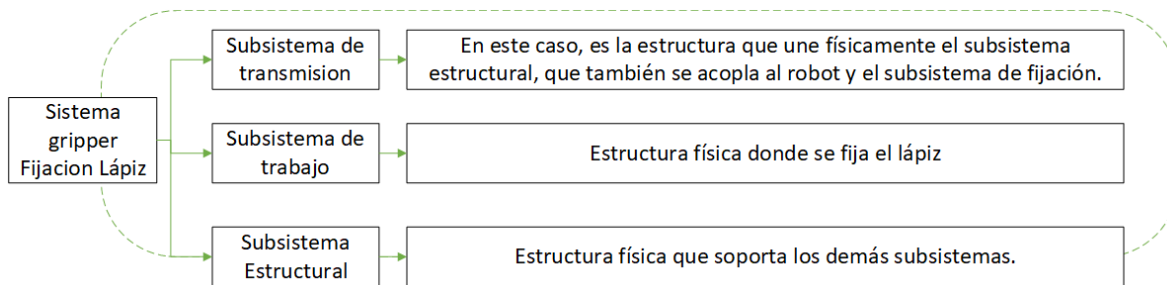 Sistema
gripper
Fijacion Lápiz
Subsistema de
transmision
En este caso, es la estructura que une físicamente el subsistema
estructural, que también se acopla al robot y el subsistema de fijación.
Subsistema de
trabajo
Estructura física donde se fija el lápiz
Subsistema
Estructural
Estructura física que soporta los demás subsistemas.